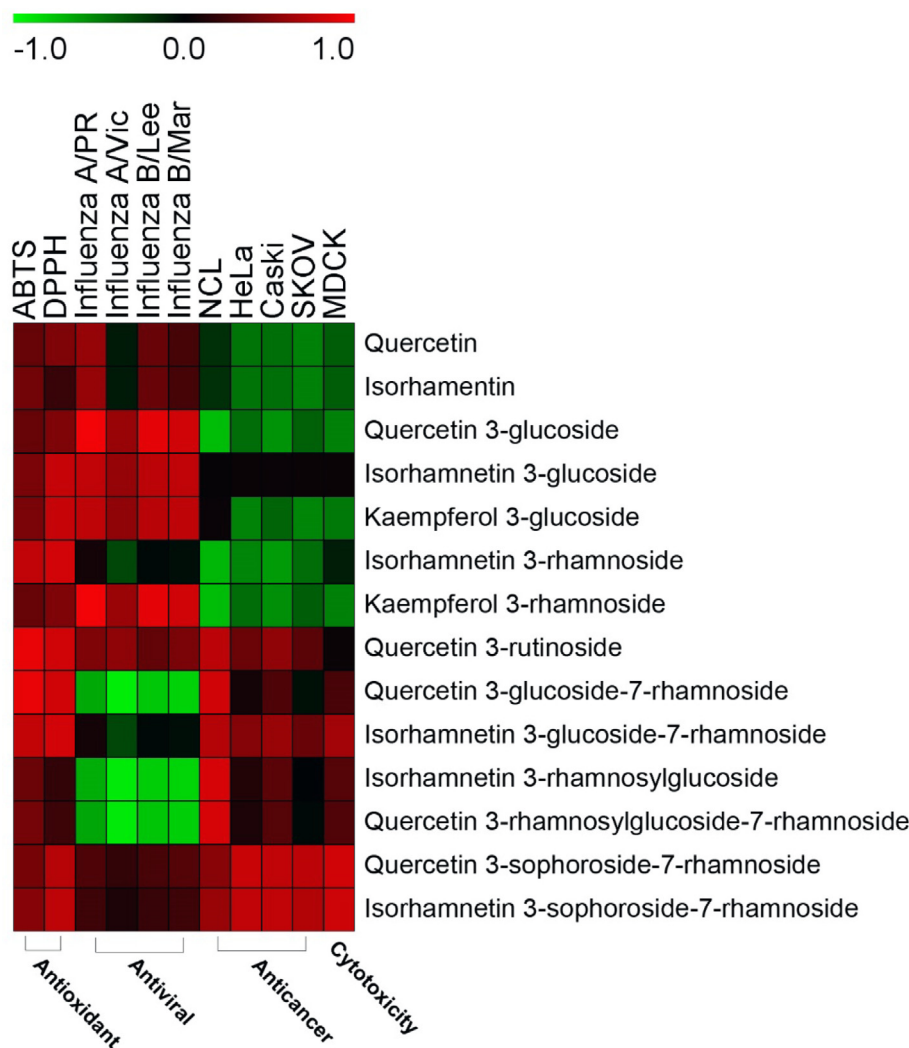 -1.0 0.0 1.0
ABTS
DPPH
Influenza A/PR
Influenza A/Vic
Influenza B/Lee
Influenza B/Mar
NCL
HeLa
Caski
SKOV
MDCK
Quercetin
Isorhamentin
Quercetin 3-glucoside
Isorhamnetin 3-glucoside
Kaempferol 3-glucoside
Isorhamnetin 3-rhamnoside
Kaempferol 3-rhamnoside
Quercetin 3-rutinoside
Quercetin 3-glucoside-7-rhamnoside
Isorhamnetin 3-glucoside-7-rhamnoside
Isorhamnetin 3-rhamnosylglucoside
Quercetin 3-rhamnosylglucoside-7-rhamnoside
Quercetin 3-sophoroside-7-rhamnoside
Isorhamnetin 3-sophoroside-7-rhamnoside
Antioxidant
Antiviral
Anticancer
Cytotoxicity